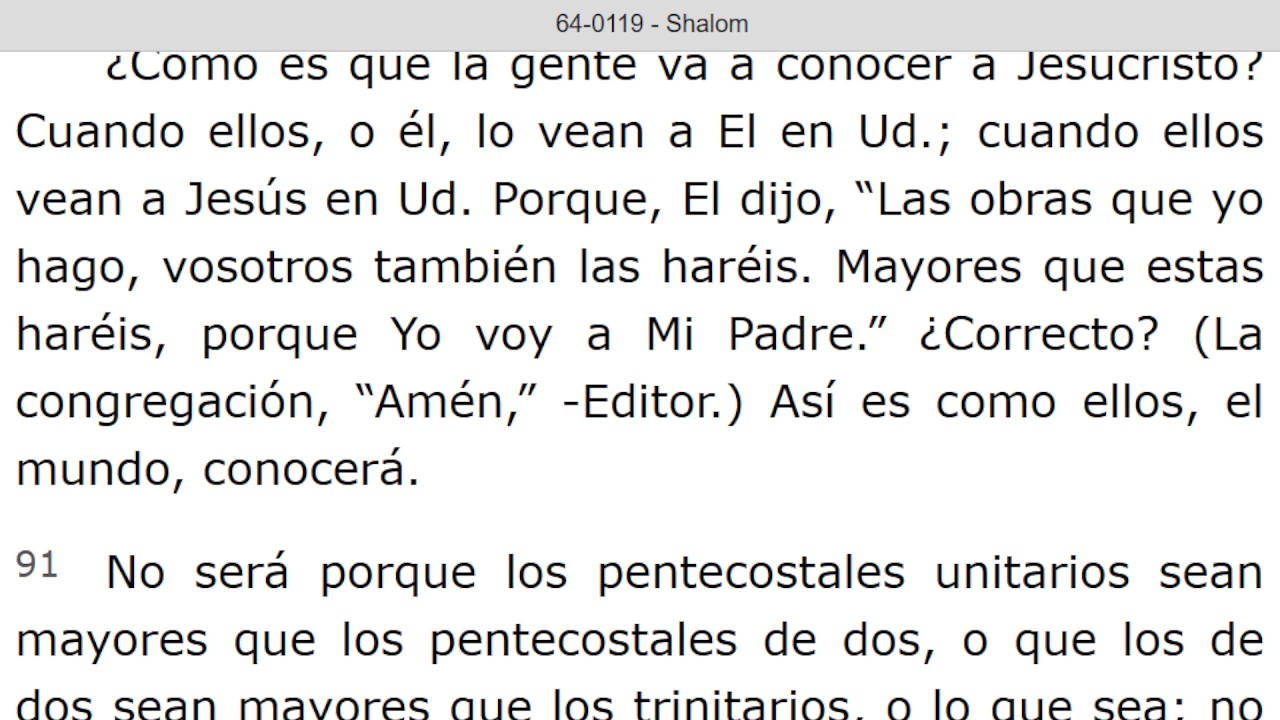 64-0119 - Shalom
¿Cómo es que la gente va a conocer a Jesucristo?
Cuando ellos, o él, lo vean a El en Ud.; cuando ellos
vean a Jesús en Ud. Porque, El dijo, “Las obras que yo
hago, vosotros también las haréis. Mayores que estas
haréis, porque Yo voy a Mi Padre.” ¿Correcto? (La
congregación, “Amén,” -Editor.) Así es como ellos, el
mundo, conocerá.
91 No será porque los pentecostales unitarios sean
mayores que los pentecostales de dos, o que los de
dos sean mayores que los trinitarios, o lo que sea; no